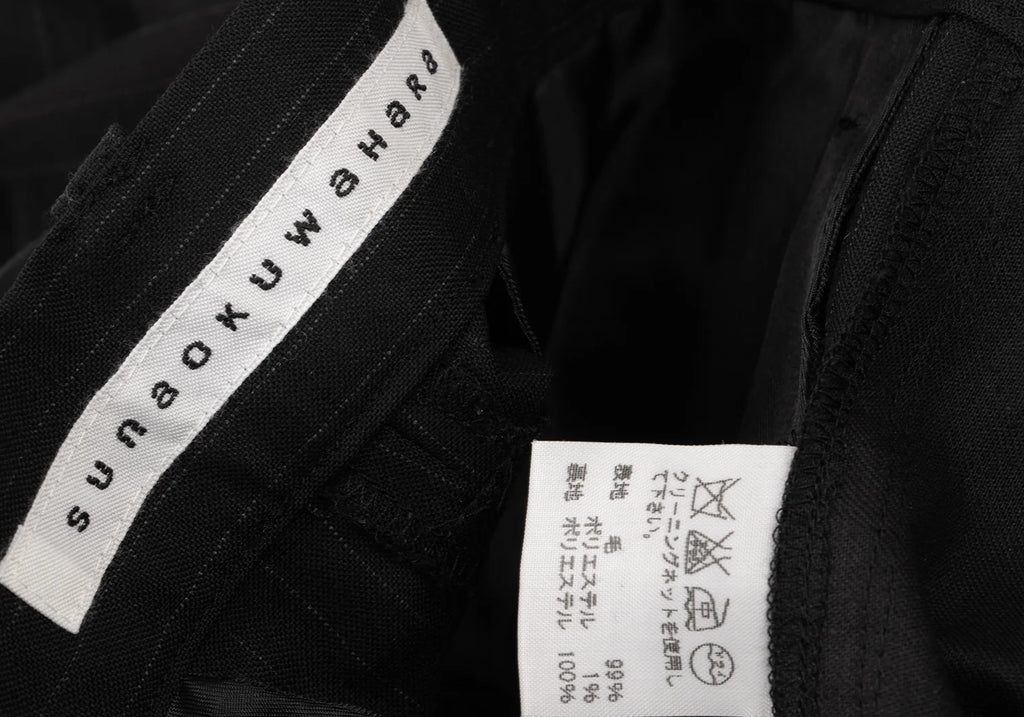 sunaoKuwaHara
クリーニングネットを使用し
て下さい。
表地 毛 99%
ポリエステル 1%
裏地 ポリエステル 100%